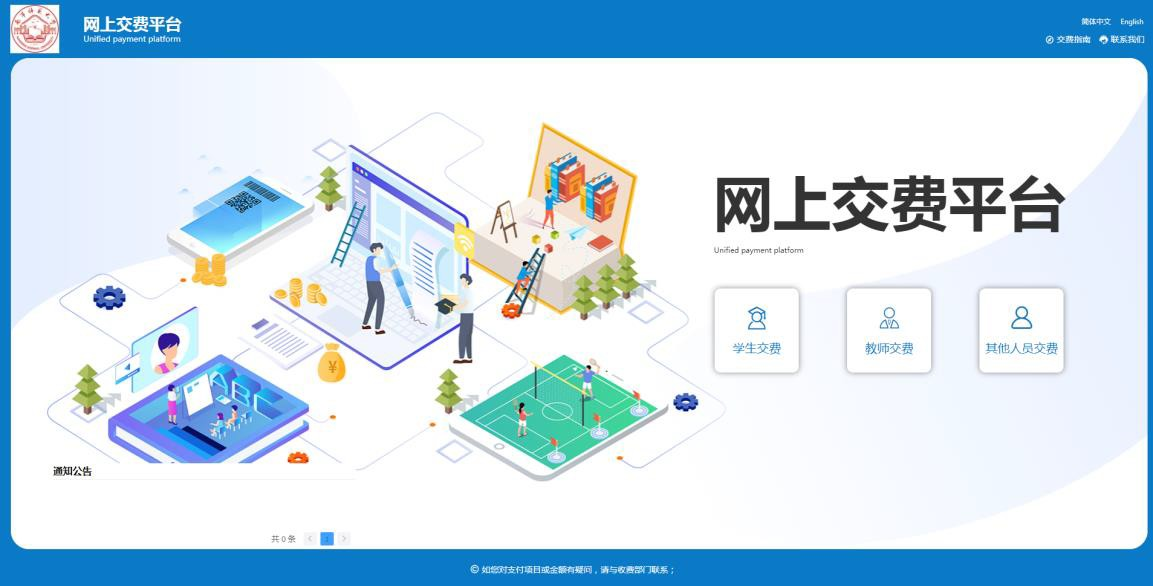 网上交费平台
Unified payment platform
简体中文 English
交费指南 联系我们
网上交费平台
Unified payment platform
学生交费
教师交费
其他人员交费
通知公告
共 0 条 < 1 >
© 如您对支付项目或金额有疑问，请与收费部门联系；